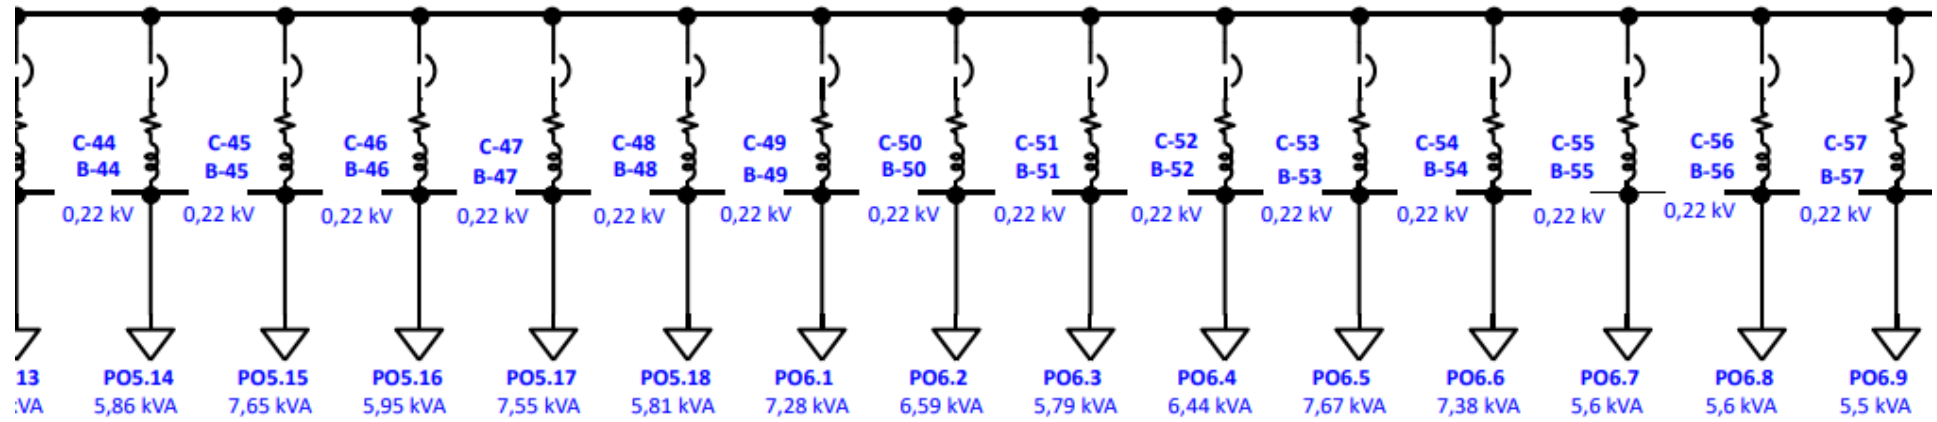 C-44 C-45 C-46 C-47 C-48 C-49 C-50 C-51 C-52 C-53 C-54 C-55 C-56 C-57
B-44 B-45 B-46 B-47 B-48 B-49 B-50 B-51 B-52 B-53 B-54 B-55 B-56 B-57
0,22 kV 0,22 kV 0,22 kV 0,22 kV 0,22 kV 0,22 kV 0,22 kV 0,22 kV 0,22 kV 0,22 kV 0,22 kV 0,22 kV 0,22 kV 0,22 kV
13 PO5.14 PO5.15 PO5.16 PO5.17 PO5.18 PO6.1 PO6.2 PO6.3 PO6.4 PO6.5 PO6.6 PO6.7 PO6.8 PO6.9
VA 5,86 kVA 7,65 kVA 5,95 kVA 7,55 kVA 5,81 kVA 7,28 kVA 6,59 kVA 5,79 kVA 6,44 kVA 7,67 kVA 7,38 kVA 5,6 kVA 5,6 kVA 5,5 kVA